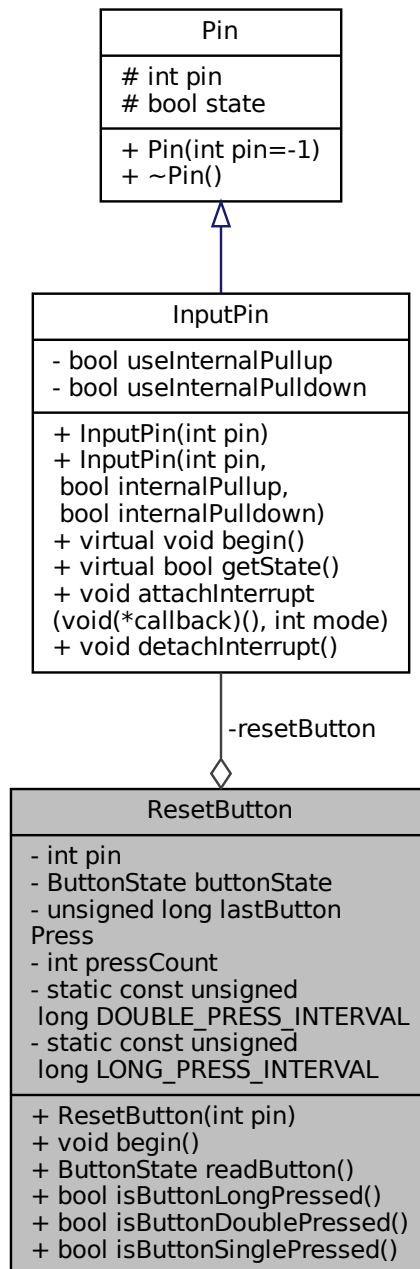 Pin
# int pin
# bool state
+ Pin(int pin=-1)
+ ~Pin()
InputPin
- bool useInternalPullup
- bool useInternalPulldown
+ InputPin(int pin)
+ InputPin(int pin,
bool internalPullup,
bool internalPulldown)
+ virtual void begin()
+ virtual bool getState()
+ void attachInterrupt
(void(*callback)(), int mode)
+ void detachInterrupt()
-resetButton
ResetButton
- int pin
- ButtonState buttonState
- unsigned long lastButton
Press
- int pressCount
- static const unsigned
long DOUBLE_PRESS_INTERVAL
- static const unsigned
long LONG_PRESS_INTERVAL
+ ResetButton(int pin)
+ void begin()
+ ButtonState readButton()
+ bool isButtonLongPressed()
+ bool isButtonDoublePressed()
+ bool isButtonSinglePressed()